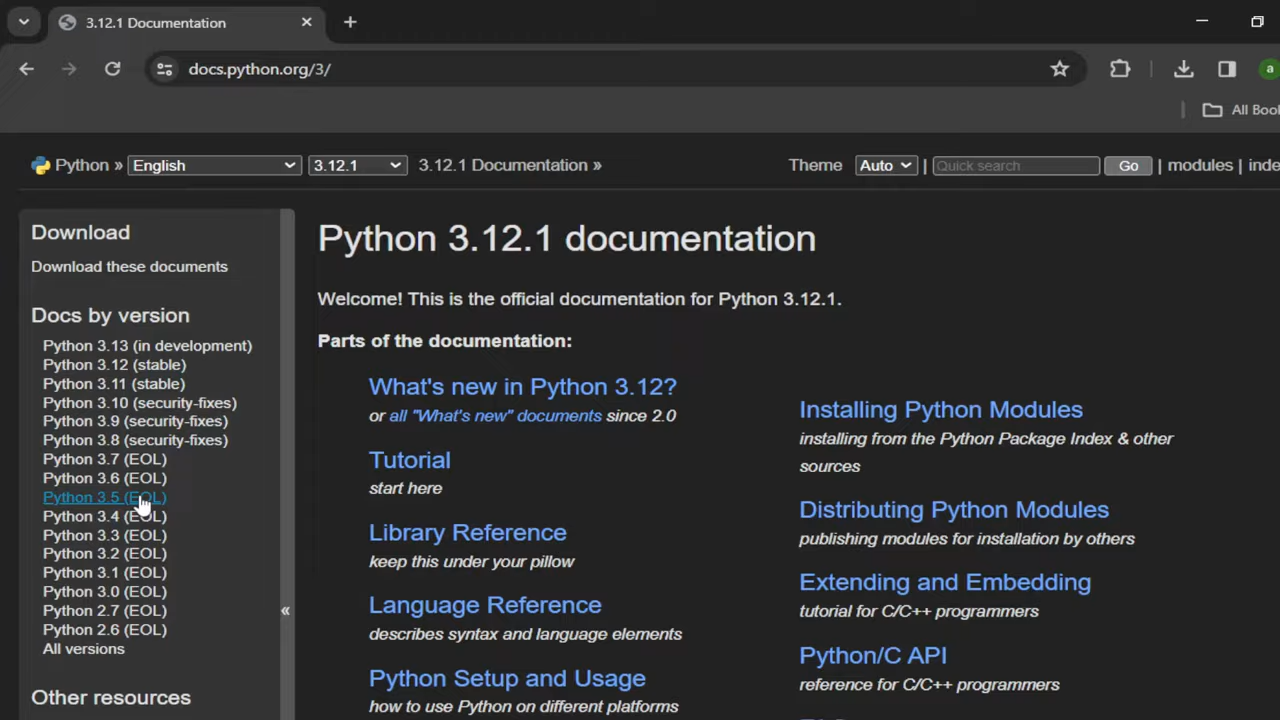 3.12.1 Documentation
docs.python.org/3/
a
All Boo
Python » English 3.12.1 3.12.1 Documentation » Theme Auto | Quick search Go | modules | inde
Download
Download these documents
Docs by version
Python 3.13 (in development)
Python 3.12 (stable)
Python 3.11 (stable)
Python 3.10 (security-fixes)
Python 3.9 (security-fixes)
Python 3.8 (security-fixes)
Python 3.7 (EOL)
Python 3.6 (EOL)
Python 3.5 (EOL)
Python 3.4 (EOL)
Python 3.3 (EOL)
Python 3.2 (EOL)
Python 3.1 (EOL)
Python 3.0 (EOL)
Python 2.7 (EOL)
Python 2.6 (EOL)
All versions
Other resources
«
Python 3.12.1 documentation
Welcome! This is the official documentation for Python 3.12.1.
Parts of the documentation:
What's new in Python 3.12?
or all "What's new" documents since 2.0
Tutorial
start here
Library Reference
keep this under your pillow
Language Reference
describes syntax and language elements
Python Setup and Usage
how to use Python on different platforms
Installing Python Modules
installing from the Python Package Index & other
sources
Distributing Python Modules
publishing modules for installation by others
Extending and Embedding
tutorial for C/C++ programmers
Python/C API
reference for C/C++ programmers